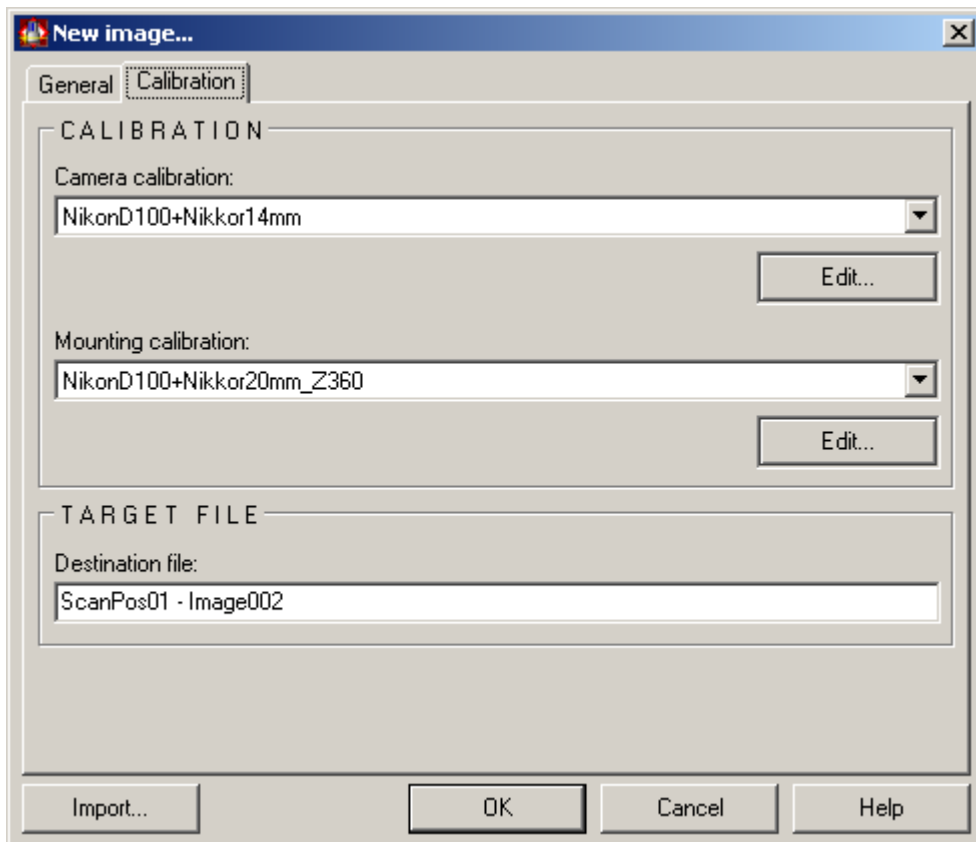 New image...
General Calibration
CALIBRATION
Camera calibration:
NikonD100+Nikkor14mm
Edit...
Mounting calibration:
NikonD100+Nikkor20mm_Z360
Edit...
TARGET FILE
Destination file:
ScanPos01 - Image002
Import... OK Cancel Help